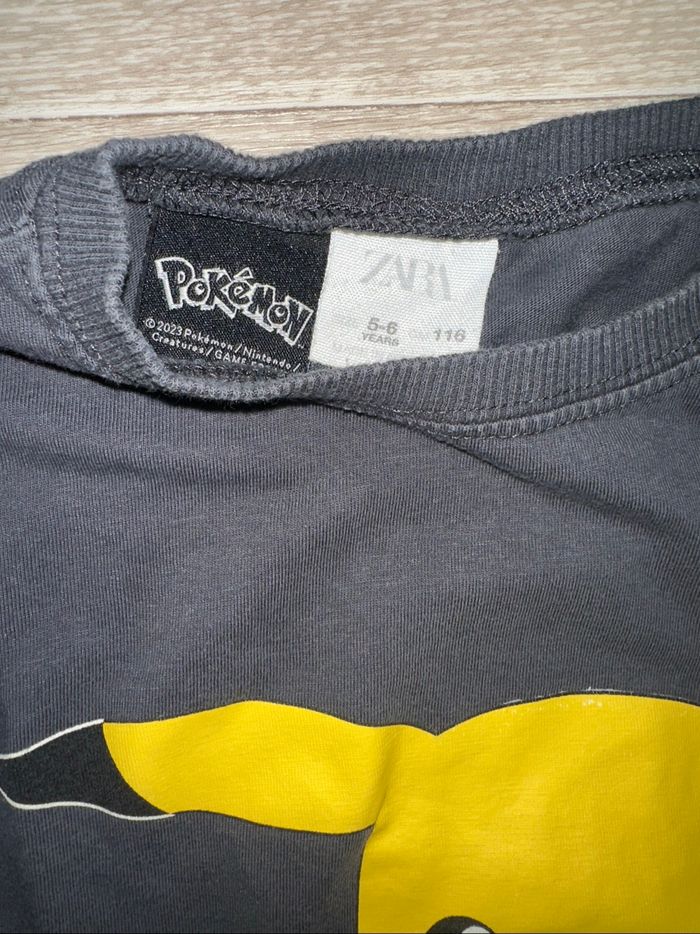 Pokémon
©2023 Pokémon/Nintendo/
Creatures/GAME
ZARA
5-6
YEARS
116